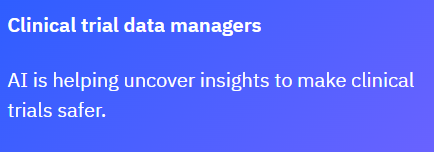 Clinical trial data managers
AI is helping uncover insights to make clinical
trials safer.